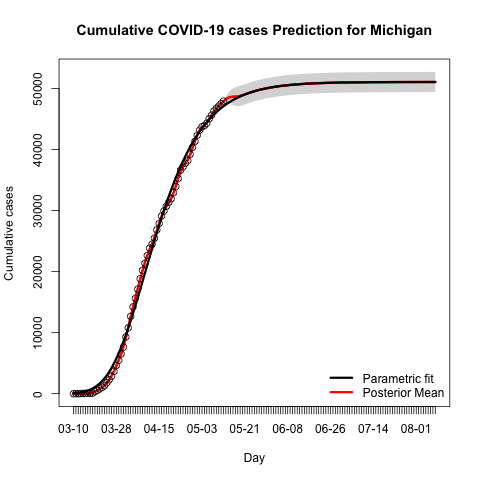 Cumulative COVID-19 cases Prediction for Michigan
Cumulative cases
50000
40000
30000
20000
10000
0
Parametric fit
Posterior Mean
03-10 03-28 04-15 05-03 05-21 06-08 06-26 07-14 08-01
Day